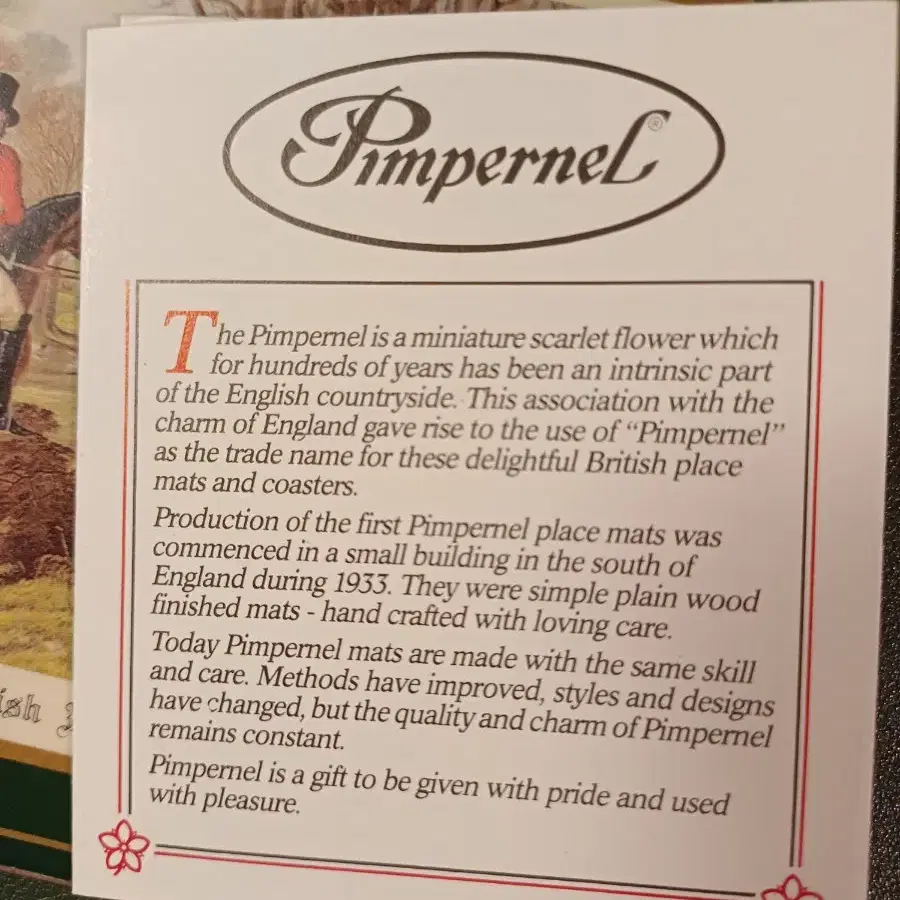 Pimpernel®
The Pimpernel is a miniature scarlet flower which
for hundreds of years has been an intrinsic part
of the English countryside. This association with the
charm of England gave rise to the use of “Pimpernel”
as the trade name for these delightful British place
mats and coasters.
Production of the first Pimpernel place mats was
commenced in a small building in the south of
England during 1933. They were simple plain wood
finished mats - hand crafted with loving care.
Today Pimpernel mats are made with the same skill
and care. Methods have improved, styles and designs
have changed, but the quality and charm of Pimpernel
remains constant.
Pimpernel is a gift to be given with pride and used
with pleasure.